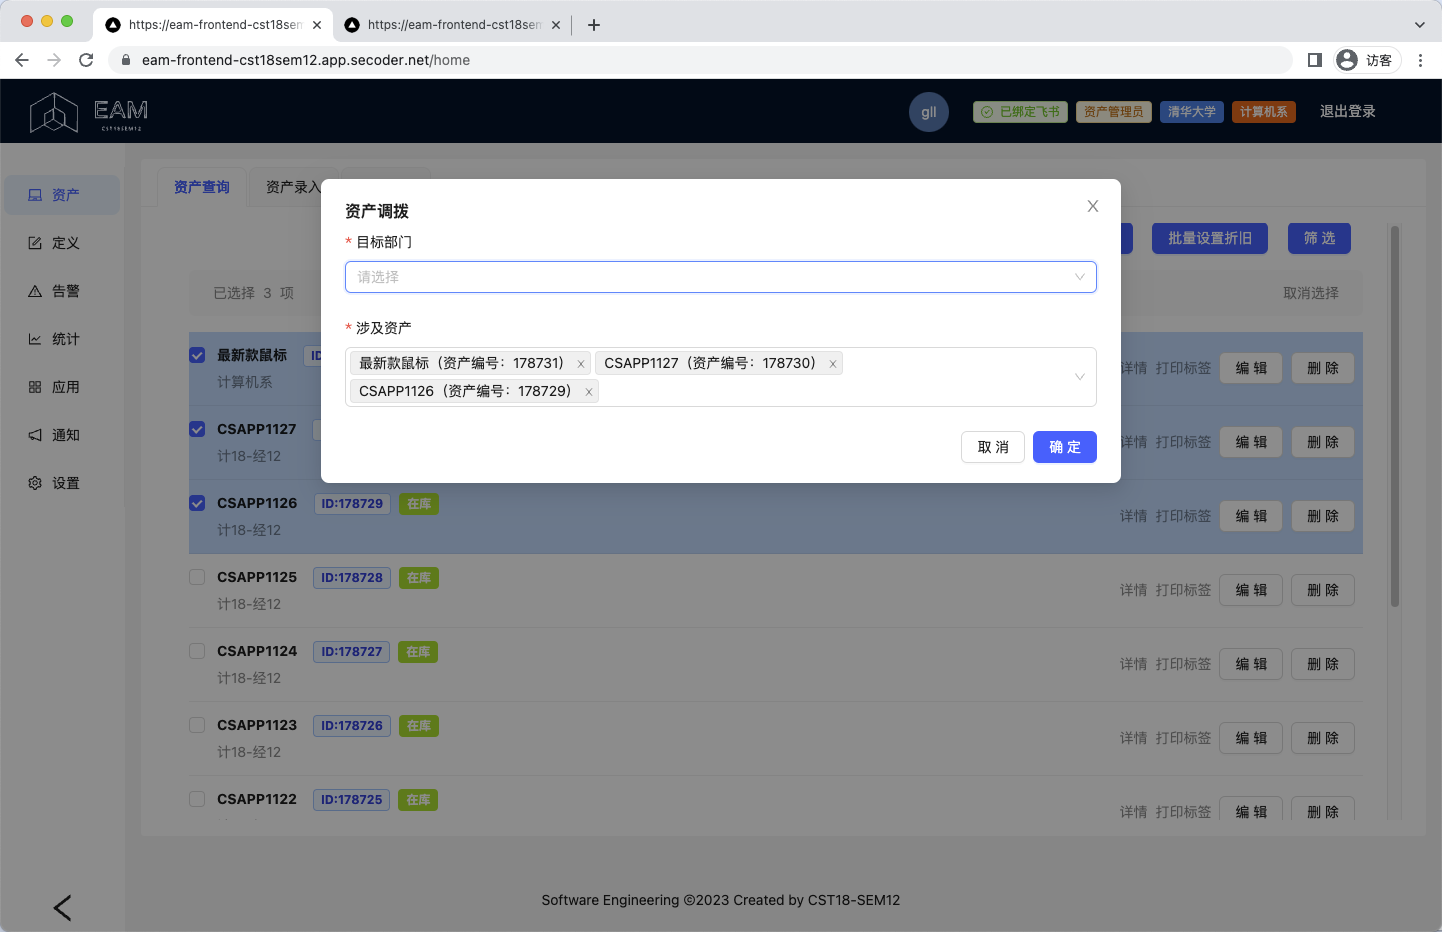 https://eam-frontend-cst18sem
https://eam-frontend-cst18sem
eam-frontend-cst18sem12.app.secoder.net/home
访客
EAM
CST18SEM12
gll
已绑定飞书
资产管理员
清华大学
计算机系
退出登录
资产
定义
告警
统计
应用
通知
设置
资产查询
资产录入
批量设置折旧
筛 选
已选择 3 项
取消选择
资产调拨
* 目标部门
请选择
* 涉及资产
最新款鼠标（资产编号：178731）
CSAPP1127（资产编号：178730）
CSAPP1126（资产编号：178729）
取 消
确 定
最新款鼠标 ID
计算机系
详情 打印标签 编 辑 删 除
CSAPP1127
计18-经12
详情 打印标签 编 辑 删 除
CSAPP1126 ID:178729 在库
计18-经12
详情 打印标签 编 辑 删 除
CSAPP1125 ID:178728 在库
计18-经12
详情 打印标签 编 辑 删 除
CSAPP1124 ID:178727 在库
计18-经12
详情 打印标签 编 辑 删 除
CSAPP1123 ID:178726 在库
计18-经12
详情 打印标签 编 辑 删 除
CSAPP1122 ID:178725 在库
详情 打印标签 编 辑 删 除
Software Engineering ©2023 Created by CST18-SEM12